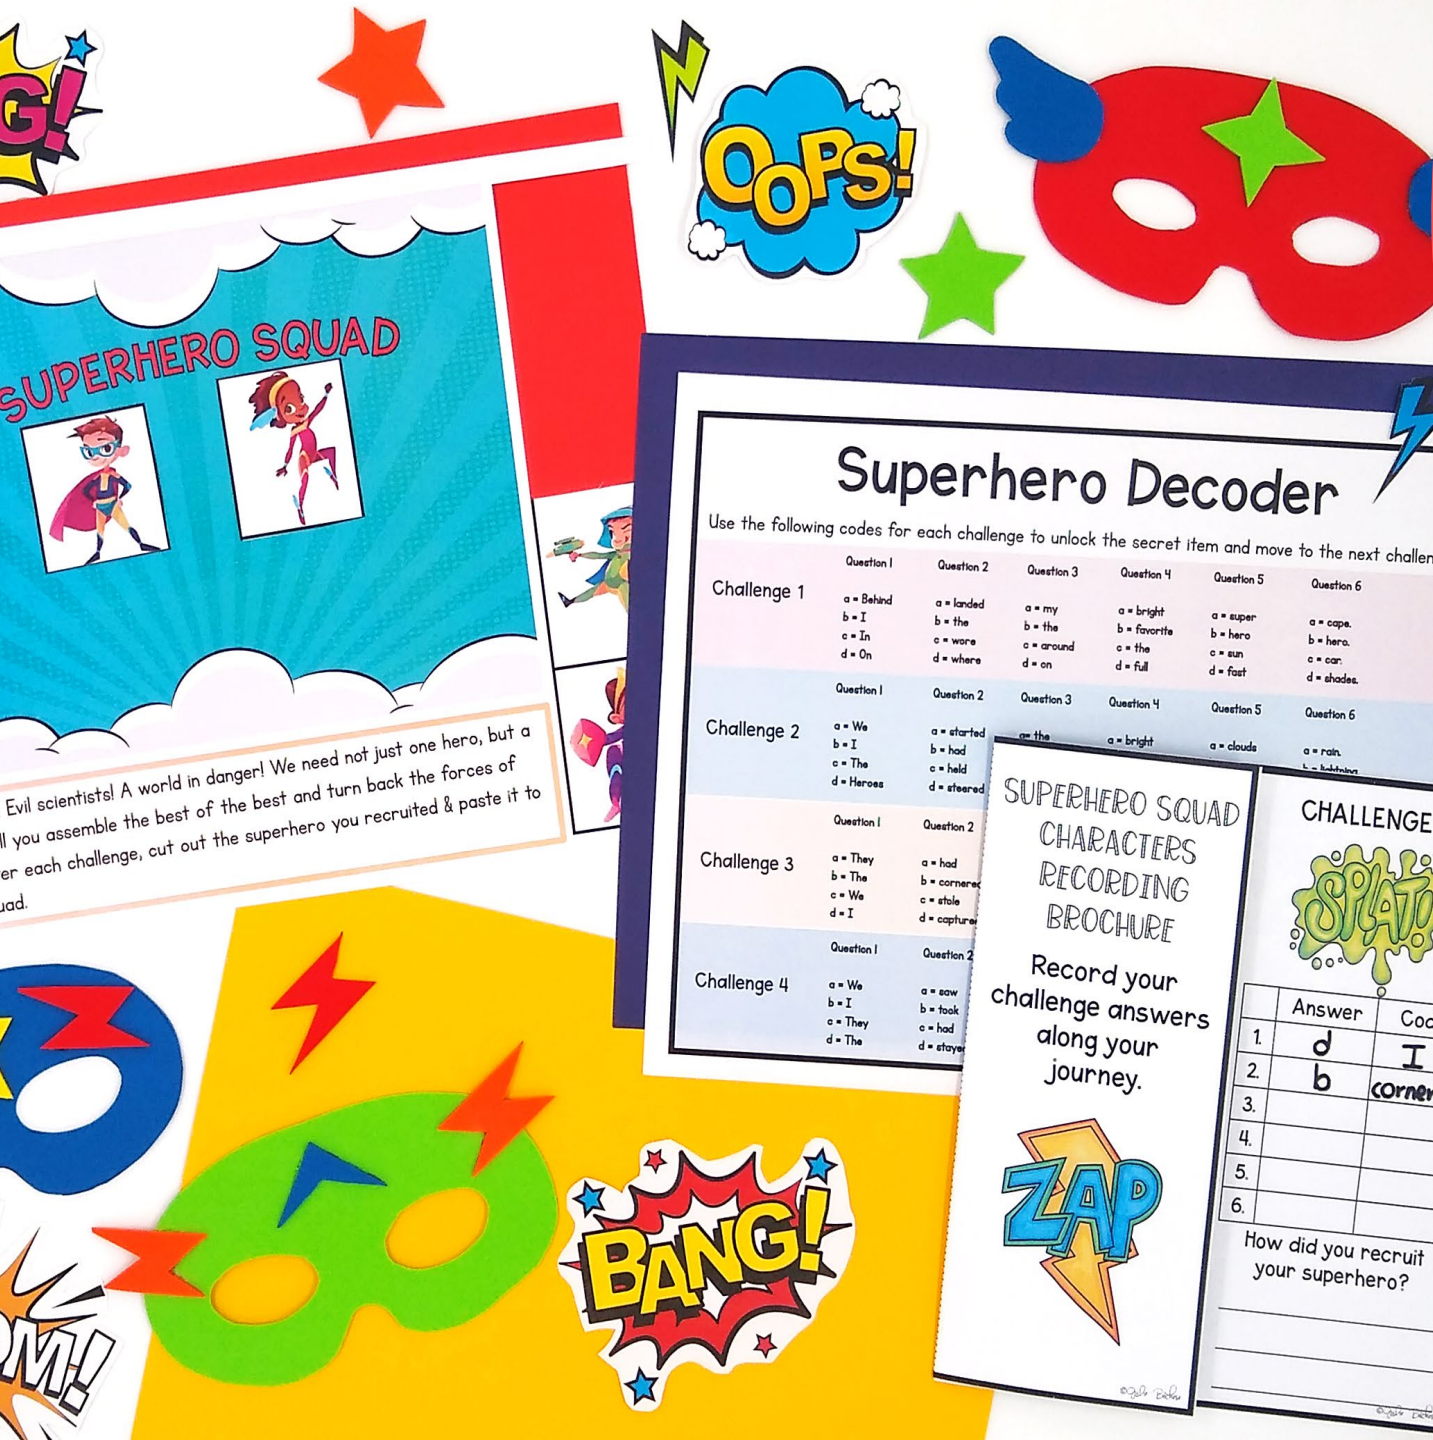 G!
OOPS!
SUPERHERO SQUAD
Evil scientists! A world in danger! We need not just one hero, but a
ll you assemble the best of the best and turn back the forces of
er each challenge, cut out the superhero you recruited & paste it to
uad.
Superhero Decoder
Use the following codes for each challenge to unlock the secret item and move to the next challen
Challenge 1
Question 1
a = Behind
b = I
c = In
d = On
Question 2
a = landed
b = the
c = wore
d = where
Question 3
a = my
b = the
c = around
d = on
Question 4
a = bright
b = favorite
c = the
d = full
Question 5
a = super
b = hero
c = sun
d = fast
Question 6
a = cape.
b = hero.
c = car.
d = shades.
Challenge 2
Question 1
a = We
b = I
c = The
d = Heroes
Question 2
a = started
b = had
c = held
d = steered
Question 3
a = the
Question 4
a = bright
Question 5
a = clouds
Question 6
a = rain.
b = lightning
Challenge 3
Question 1
a = They
b = The
c = We
d = I
Question 2
a = had
b = cornered
c = stole
d = capture
Challenge 4
Question 1
a = We
b = I
c = They
d = The
Question 2
a = saw
b = took
c = had
d = staye
SUPERHERO SQUAD
CHARACTERS
RECORDING
BROCHURE
Record your
challenge answers
along your
journey.
ZAP
CHALLENGE
SPLAT!
Answer Co
1. d I
2. b corner
3.
4.
5.
6.
How did you recruit
your superhero?
BANG!
OM!!